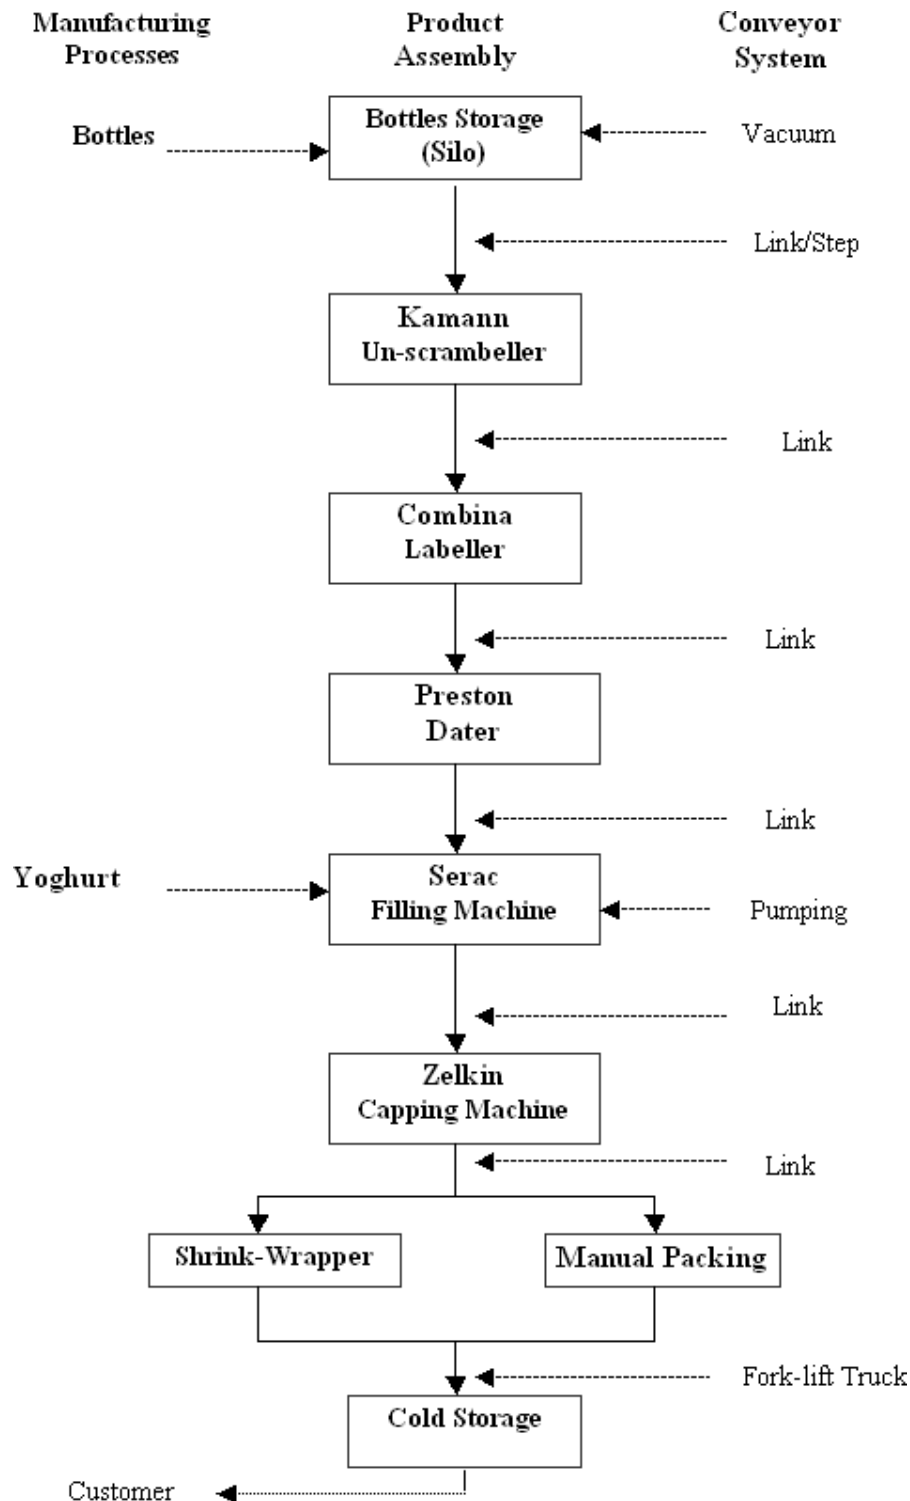 Manufacturing
Processes
Product
Assembly
Conveyor
System
Bottles
Bottles Storage
(Silo)
Vacuum
Link/Step
Kamann
Un-scrambeller
Link
Combina
Labeller
Link
Preston
Dater
Link
Yoghurt
Serac
Filling Machine
Pumping
Link
Zelkin
Capping Machine
Link
Shrink-Wrapper
Manual Packing
Fork-lift Truck
Cold Storage
Customer